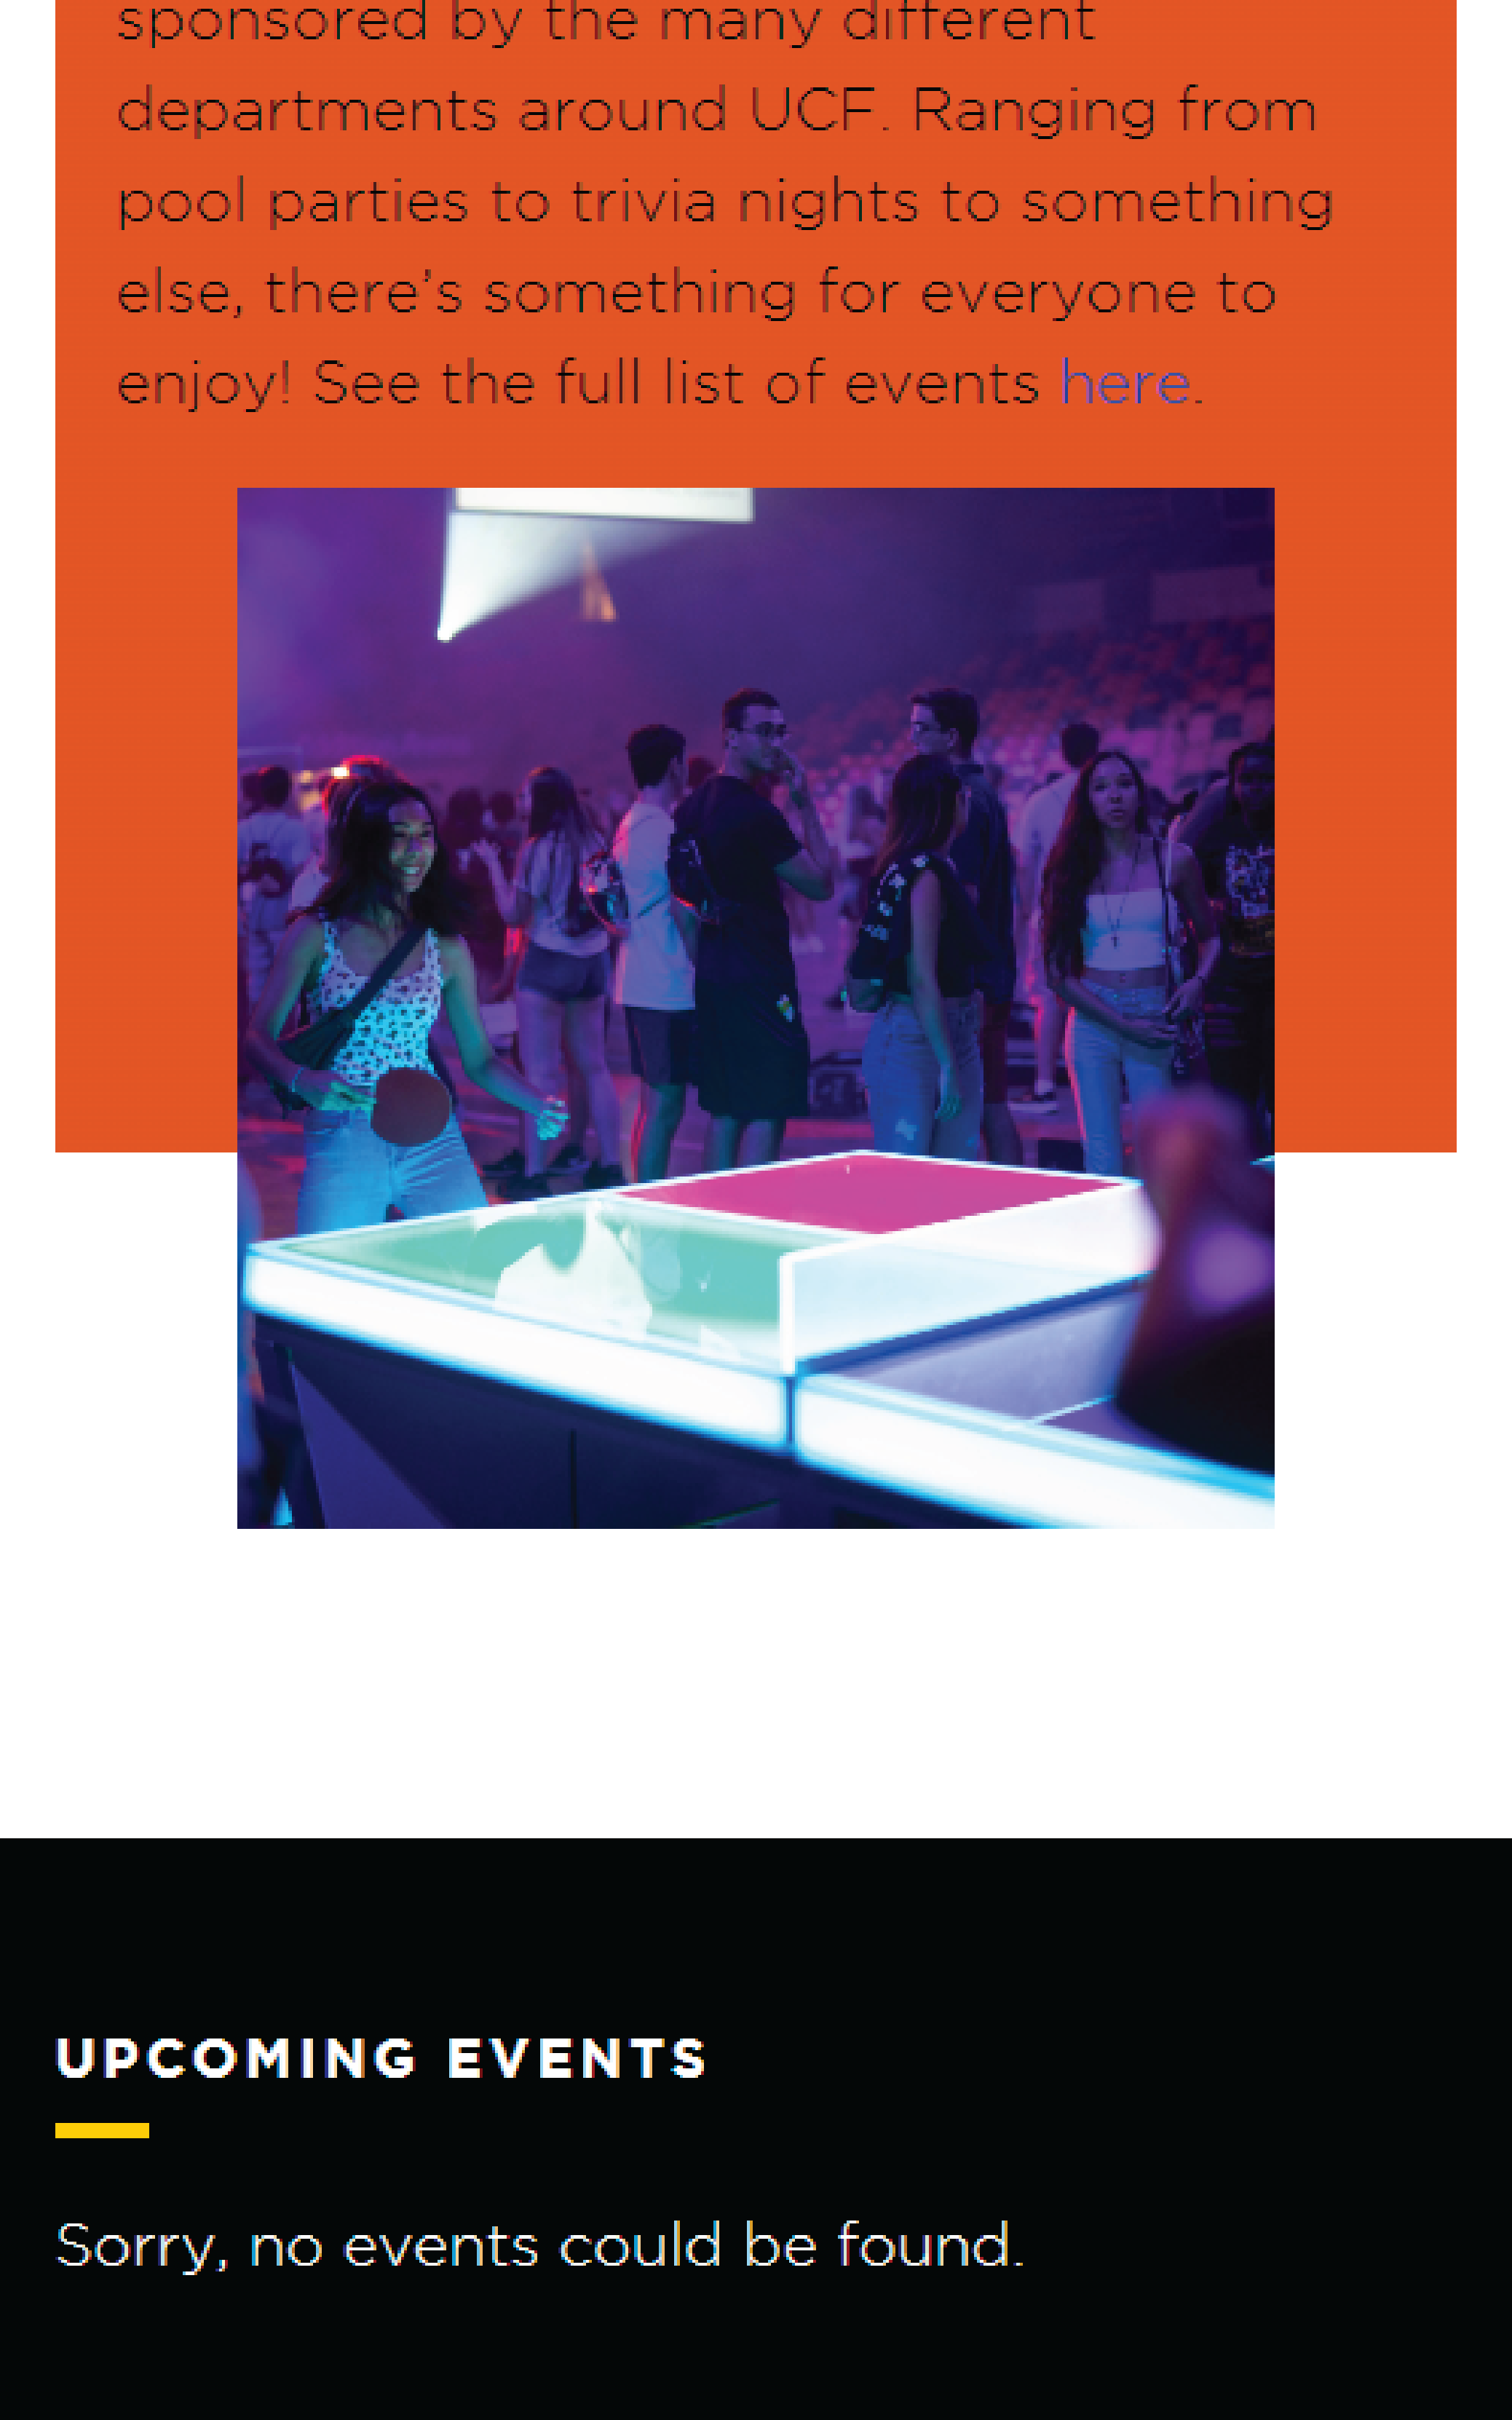 sponsored by the many different
departments around UCF. Ranging from
pool parties to trivia nights to something
else, there’s something for everyone to
enjoy! See the full list of events here.
UPCOMING EVENTS
Sorry, no events could be found.